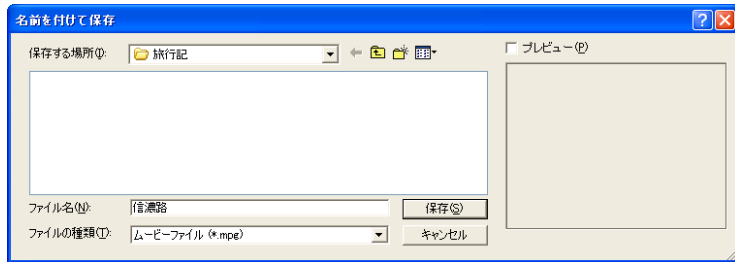 名前を付けて保存
保存する場所(I): 旅行記
プレビュー(P)
ファイル名(N): 信濃路 保存(S)
ファイルの種類(T): ムービーファイル (*.mpg) キャンセル